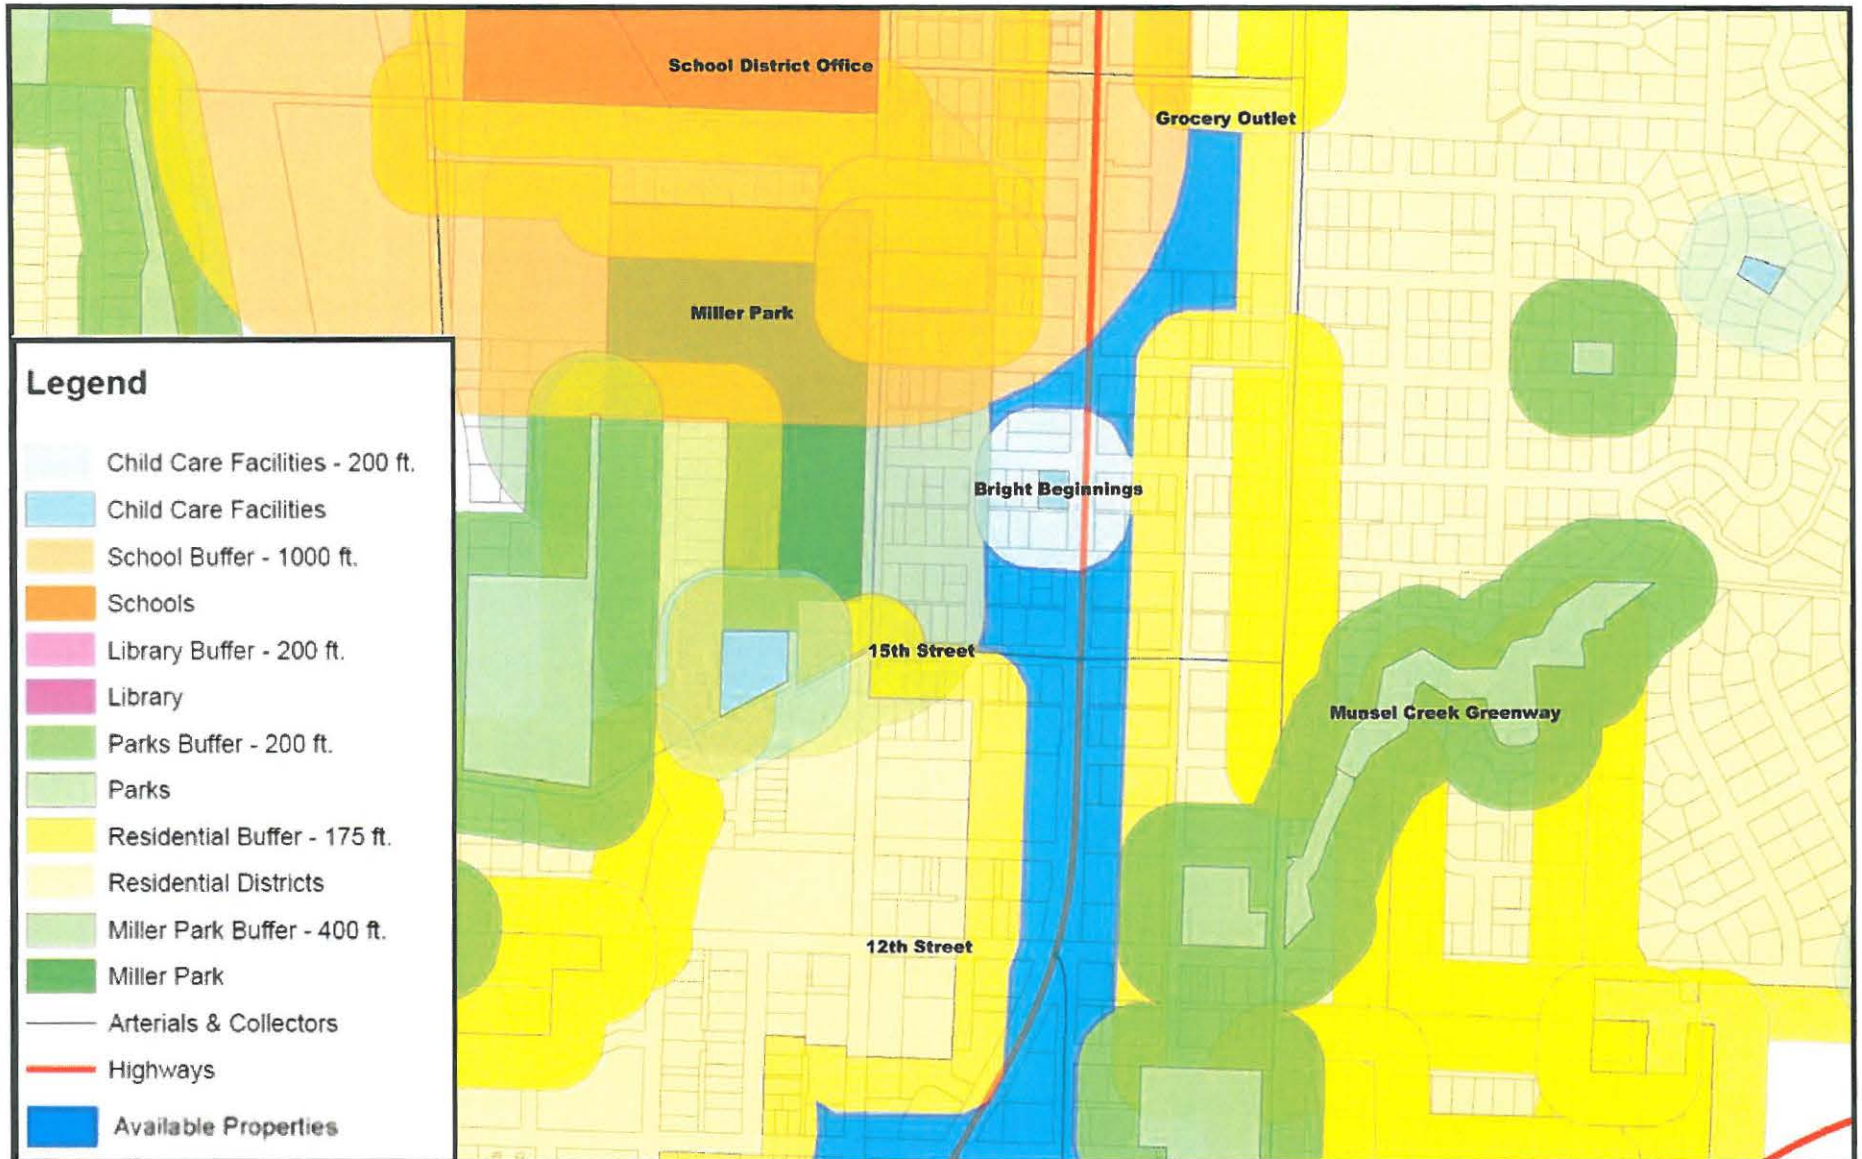 School District Office
Grocery Outlet
Miller Park
Bright Beginnings
15th Street
Munsel Creek Greenway
12th Street
Legend
Child Care Facilities - 200 ft.
Child Care Facilities
School Buffer - 1000 ft.
Schools
Library Buffer - 200 ft.
Library
Parks Buffer - 200 ft.
Parks
Residential Buffer - 175 ft.
Residential Districts
Miller Park Buffer - 400 ft.
Miller Park
Arterials & Collectors
Highways
Available Properties